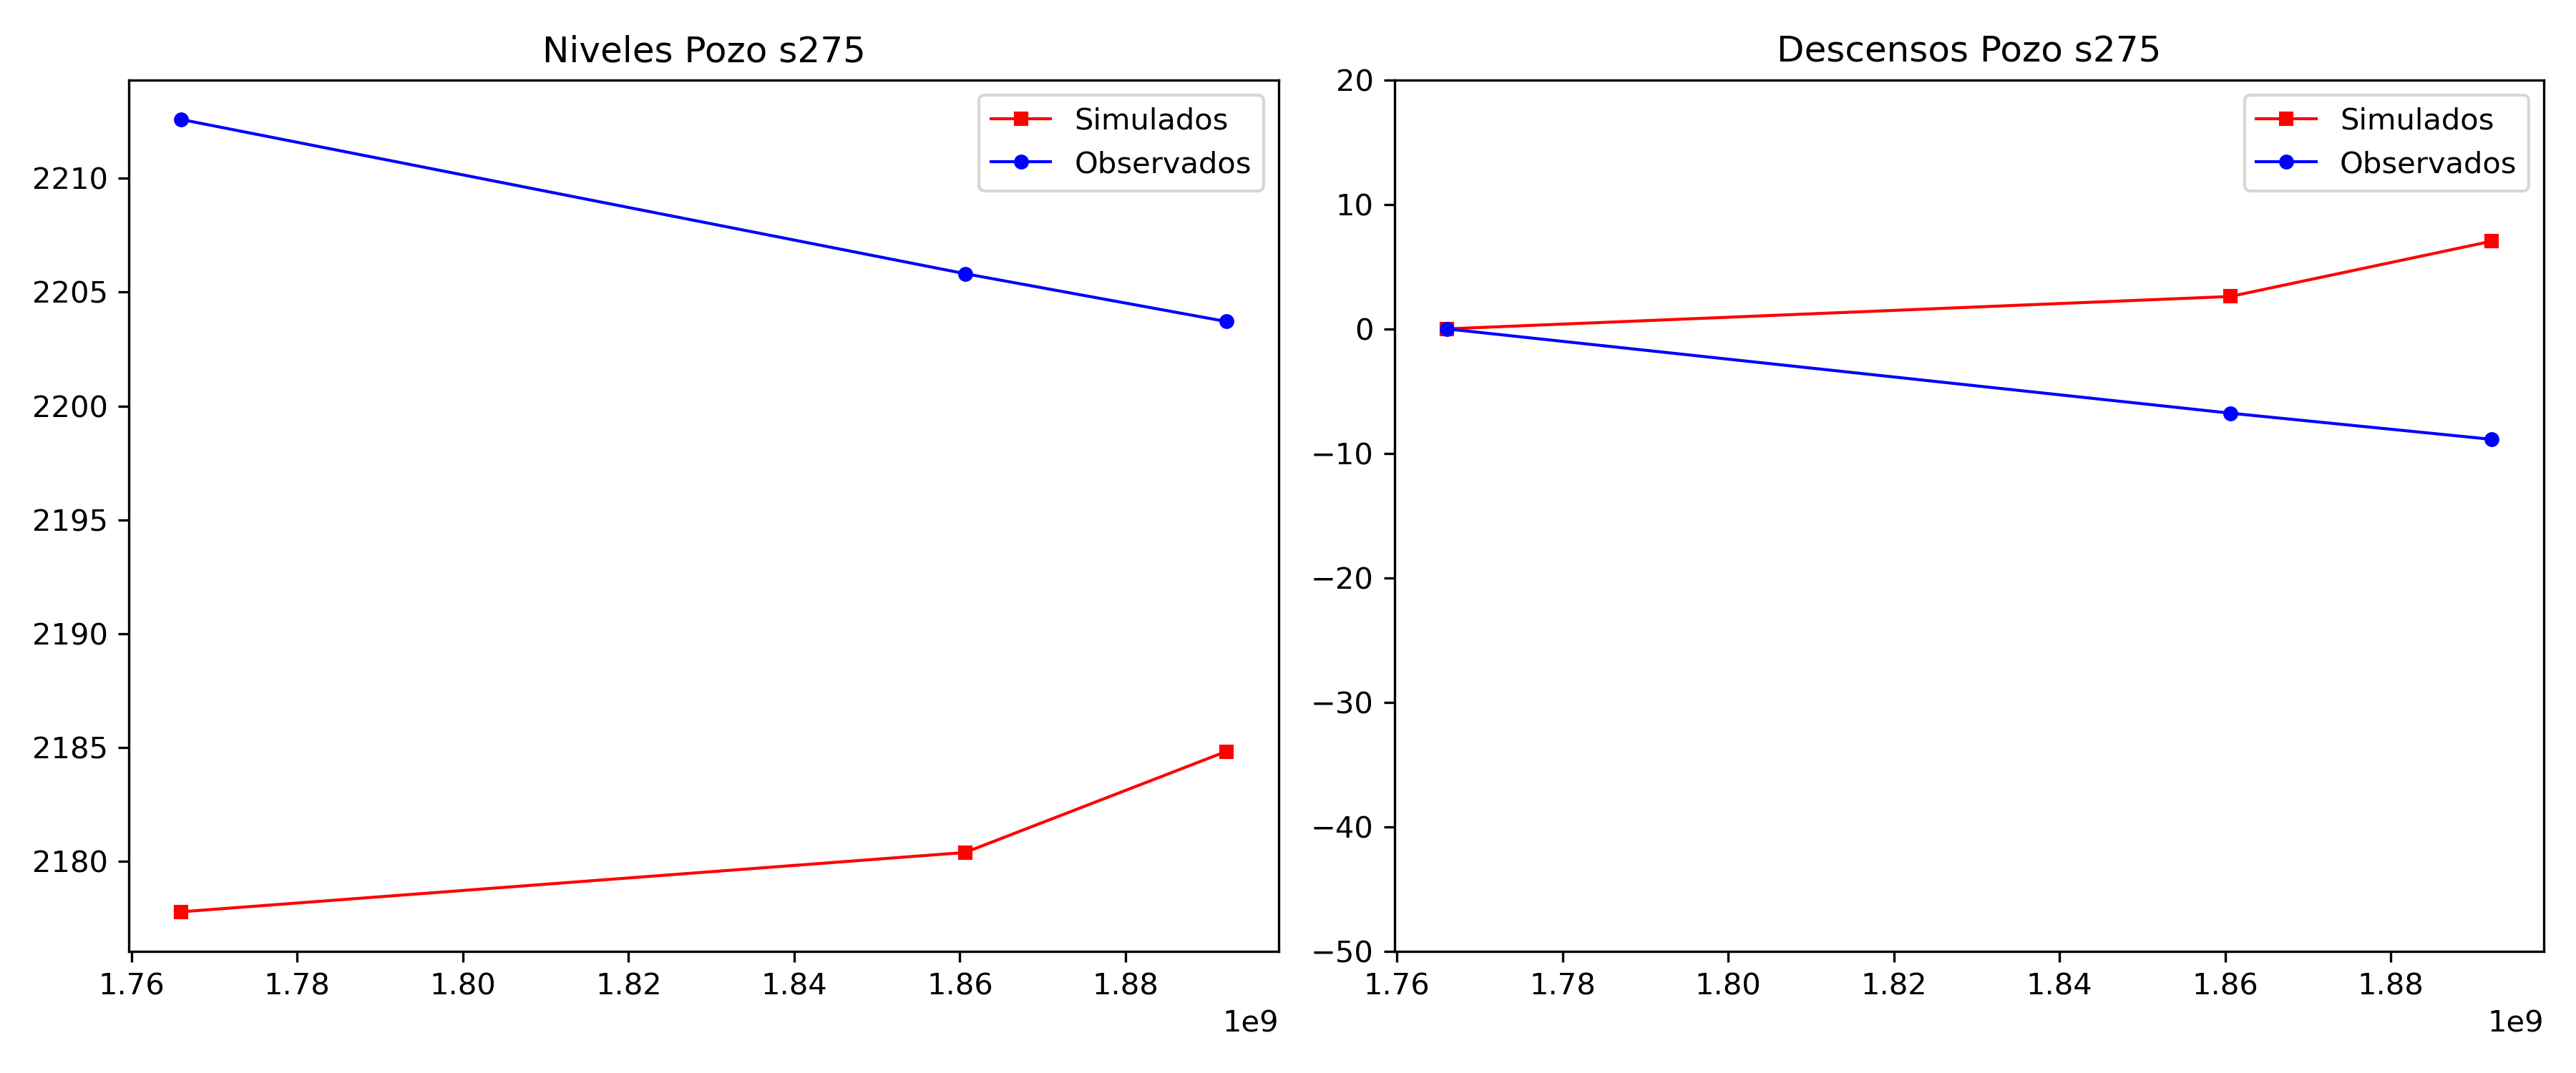 Niveles Pozo s275
Simulados
Observados
2210
2205
2200
2195
2190
2185
2180
1.76 1.78 1.80 1.82 1.84 1.86 1.88
1e9
Descensos Pozo s275
Simulados
Observados
20
10
0
−10
−20
−30
−40
−50
1.76 1.78 1.80 1.82 1.84 1.86 1.88
1e9